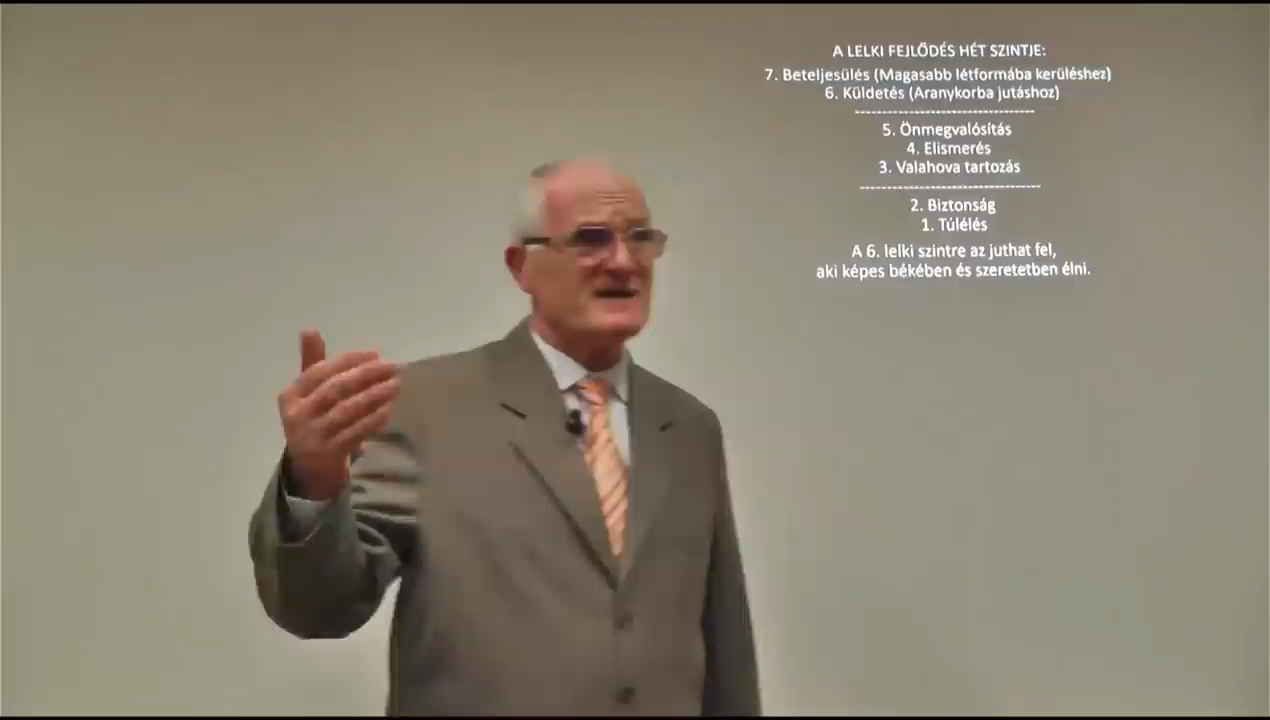 A LELKI FEJLŐDÉS HÉT SZINTJE:
7. Beteljesülés (Magasabb létformába kerüléshez)
6. Küldetés (Aranykorba jutáshoz)
----------------------------------
5. Önmegvalósítás
4. Elismerés
3. Valahova tartozás
----------------------------------
2. Biztonság
1. Túlélés
A 6. lelki szintre az juthat fel,
aki képes békében és szeretetben élni.